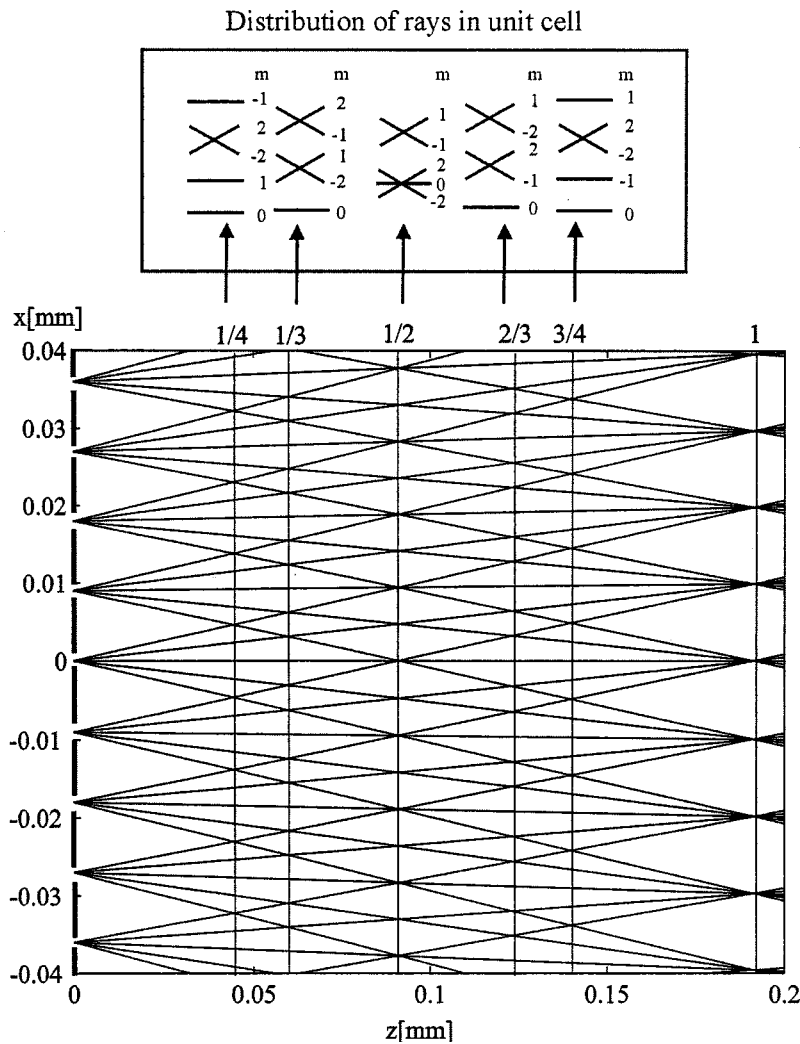 Distribution of rays in unit cell
m m m m m
-1 2 1 1
2 -1 1 -2 2
-2 1 -1 2 -2
1 -2 2 -1 -1
0 0 0 -2 0 0
x[mm]
1/4 1/3 1/2 2/3 3/4 1
0.04
0.03
0.02
0.01
0
-0.01
-0.02
-0.03
-0.04
0 0.05 0.1 0.15 0.2
z[mm]